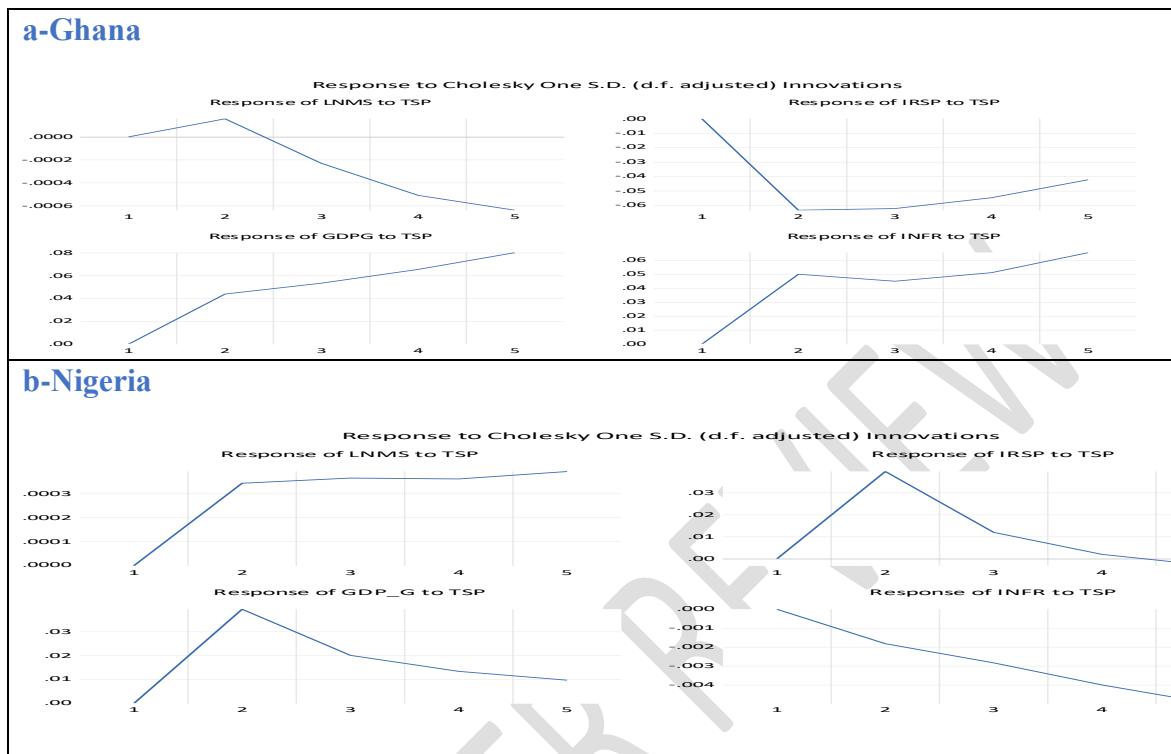 a-Ghana
Response to Cholesky One S.D. (d.f. adjusted) Innovations
Response of LNMS to TSP
.0000
-.0002
-.0004
-.0006
1 2 3 4 5
Response of IRSP to TSP
.00
-.01
-.02
-.03
-.04
-.05
-.06
1 2 3 4 5
Response of GDPG to TSP
.08
.06
.04
.02
.00
1 2 3 4 5
Response of INFR to TSP
.06
.05
.04
.03
.02
.01
.00
1 2 3 4 5
b-Nigeria
Response to Cholesky One S.D. (d.f. adjusted) Innovations
Response of LNMS to TSP
.0003
.0002
.0001
.0000
1 2 3 4 5
Response of IRSP to TSP
.03
.02
.01
.00
1 2 3 4
Response of GDP_G to TSP
.03
.02
.01
.00
1 2 3 4 5
Response of INFR to TSP
.000
-.001
-.002
-.003
-.004
1 2 3 4 5
ER REVIEW